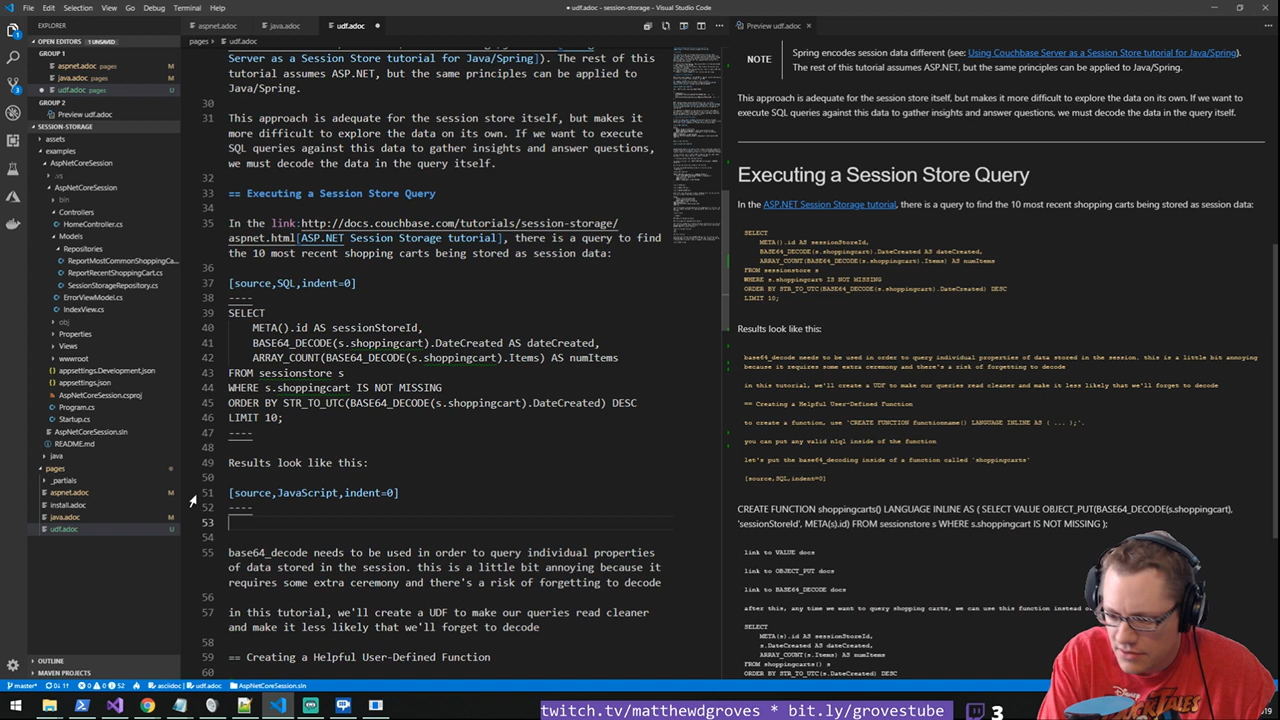 File Edit Selection View Go Debug Terminal Help
● udf.adoc - session-storage - Visual Studio Code
EXPLORER
OPEN EDITORS 1 UNSAVED
GROUP 1
aspnet.adoc pages M
java.adoc pages M
● udf.adoc pages U
GROUP 2
Preview udf.adoc
SESSION-STORAGE
assets
examples
AspNetCoreSession
.vs
AspNetCoreSession
bin
Controllers
HomeController.cs
Models
Repositories
ReportMostCommonShoppingCa...
ReportRecentShoppingCart.cs
SessionStorageRepository.cs
ErrorViewModel.cs
IndexView.cs
obj
Properties
Views
wwwroot
appsettings.Development.json
appsettings.json
AspNetCoreSession.csproj
Program.cs
Startup.cs
AspNetCoreSession.sln
README.md
java
pages
_partials
aspnet.adoc M
install.adoc
java.adoc M
udf.adoc U
OUTLINE
MAVEN PROJECTS
aspnet.adoc java.adoc udf.adoc ●
pages udf.adoc
Server as a Session Store tutorial for Java/Spring]). The rest of this
tutorial assumes ASP.NET, but the same principles can be applied to
Java/Spring.
30
31 This approach is adequate for the session store itself, but makes it
more difficult to explore the data on its own. If we want to execute
SQL queries against this data to gather insights and answer questions,
we must decode the data in the query itself.
32
33 == Executing a Session Store Query
34
35 In the link:http://docs.couchbase.com/tutorials/session-storage/
aspnet.html[ASP.NET Session Storage tutorial], there is a query to find
the 10 most recent shopping carts being stored as session data:
36
37 [source,SQL,indent=0]
38 ----
39 SELECT
40 META().id AS sessionStoreId,
41 BASE64_DECODE(s.shoppingcart).DateCreated AS dateCreated,
42 ARRAY_COUNT(BASE64_DECODE(s.shoppingcart).Items) AS numItems
43 FROM sessionstore s
44 WHERE s.shoppingcart IS NOT MISSING
45 ORDER BY STR_TO_UTC(BASE64_DECODE(s.shoppingcart).DateCreated) DESC
46 LIMIT 10;
47 ----
48
49 Results look like this:
50
51 [source,JavaScript,indent=0]
52 ----
53
54
55 base64_decode needs to be used in order to query individual properties
of data stored in the session. this is a little bit annoying because it
requires some extra ceremony and there's a risk of forgetting to decode
56
57 in this tutorial, we'll create a UDF to make our queries read cleaner
and make it less likely that we'll forget to decode
58
59 == Creating a Helpful User-Defined Function
60
Preview udf.adoc
NOTE
Spring encodes session data different (see: Using Couchbase Server as a Session Store tutorial for Java/Spring).
The rest of this tutorial assumes ASP.NET, but the same principles can be applied to Java/Spring.
This approach is adequate for the session store itself, but makes it more difficult to explore the data on its own. If we want to
execute SQL queries against this data to gather insights and answer questions, we must decode the data in the query itself.
Executing a Session Store Query
In the ASP.NET Session Storage tutorial, there is a query to find the 10 most recent shopping carts being stored as session data:
SELECT
META().id AS sessionStoreId,
BASE64_DECODE(s.shoppingcart).DateCreated AS dateCreated,
ARRAY_COUNT(BASE64_DECODE(s.shoppingcart).Items) AS numItems
FROM sessionstore s
WHERE s.shoppingcart IS NOT MISSING
ORDER BY STR_TO_UTC(BASE64_DECODE(s.shoppingcart).DateCreated) DESC
LIMIT 10;
Results look like this:
base64_decode needs to be used in order to query individual properties of data stored in the session. this is a little bit annoying
because it requires some extra ceremony and there's a risk of forgetting to decode
in this tutorial, we'll create a UDF to make our queries read cleaner and make it less likely that we'll forget to decode
== Creating a Helpful User-Defined Function
to create a function, use `CREATE FUNCTION functionname() LANGUAGE INLINE AS ( ... );`.
you can put any valid n1ql inside of the function
let's put the base64_decoding inside of a function called `shoppingcarts`
[source,SQL,indent=0]
CREATE FUNCTION shoppingcarts() LANGUAGE INLINE AS ( SELECT VALUE OBJECT_PUT(BASE64_DECODE(s.shoppingcart),
'sessionStoreId', META(s).id) FROM sessionstore s WHERE s.shoppingcart IS NOT MISSING );
link to VALUE docs
link to OBJECT_PUT docs
link to BASE64_DECODE docs
after this, any time we want to query shopping carts, we can use this function instead o
SELECT
META(s).id AS sessionStoreId,
s.DateCreated AS dateCreated,
ARRAY_COUNT(s.Items) AS numItems
FROM shoppingcarts() s
ORDER BY STR_TO_UTC(s.DateCreated) DESC
master* 0↓ 1↑ 0 0 52 asciidoc udf.adoc AspNetCoreSession.sln
twitch.tv/matthewdgroves * bit.ly/grovestube 3